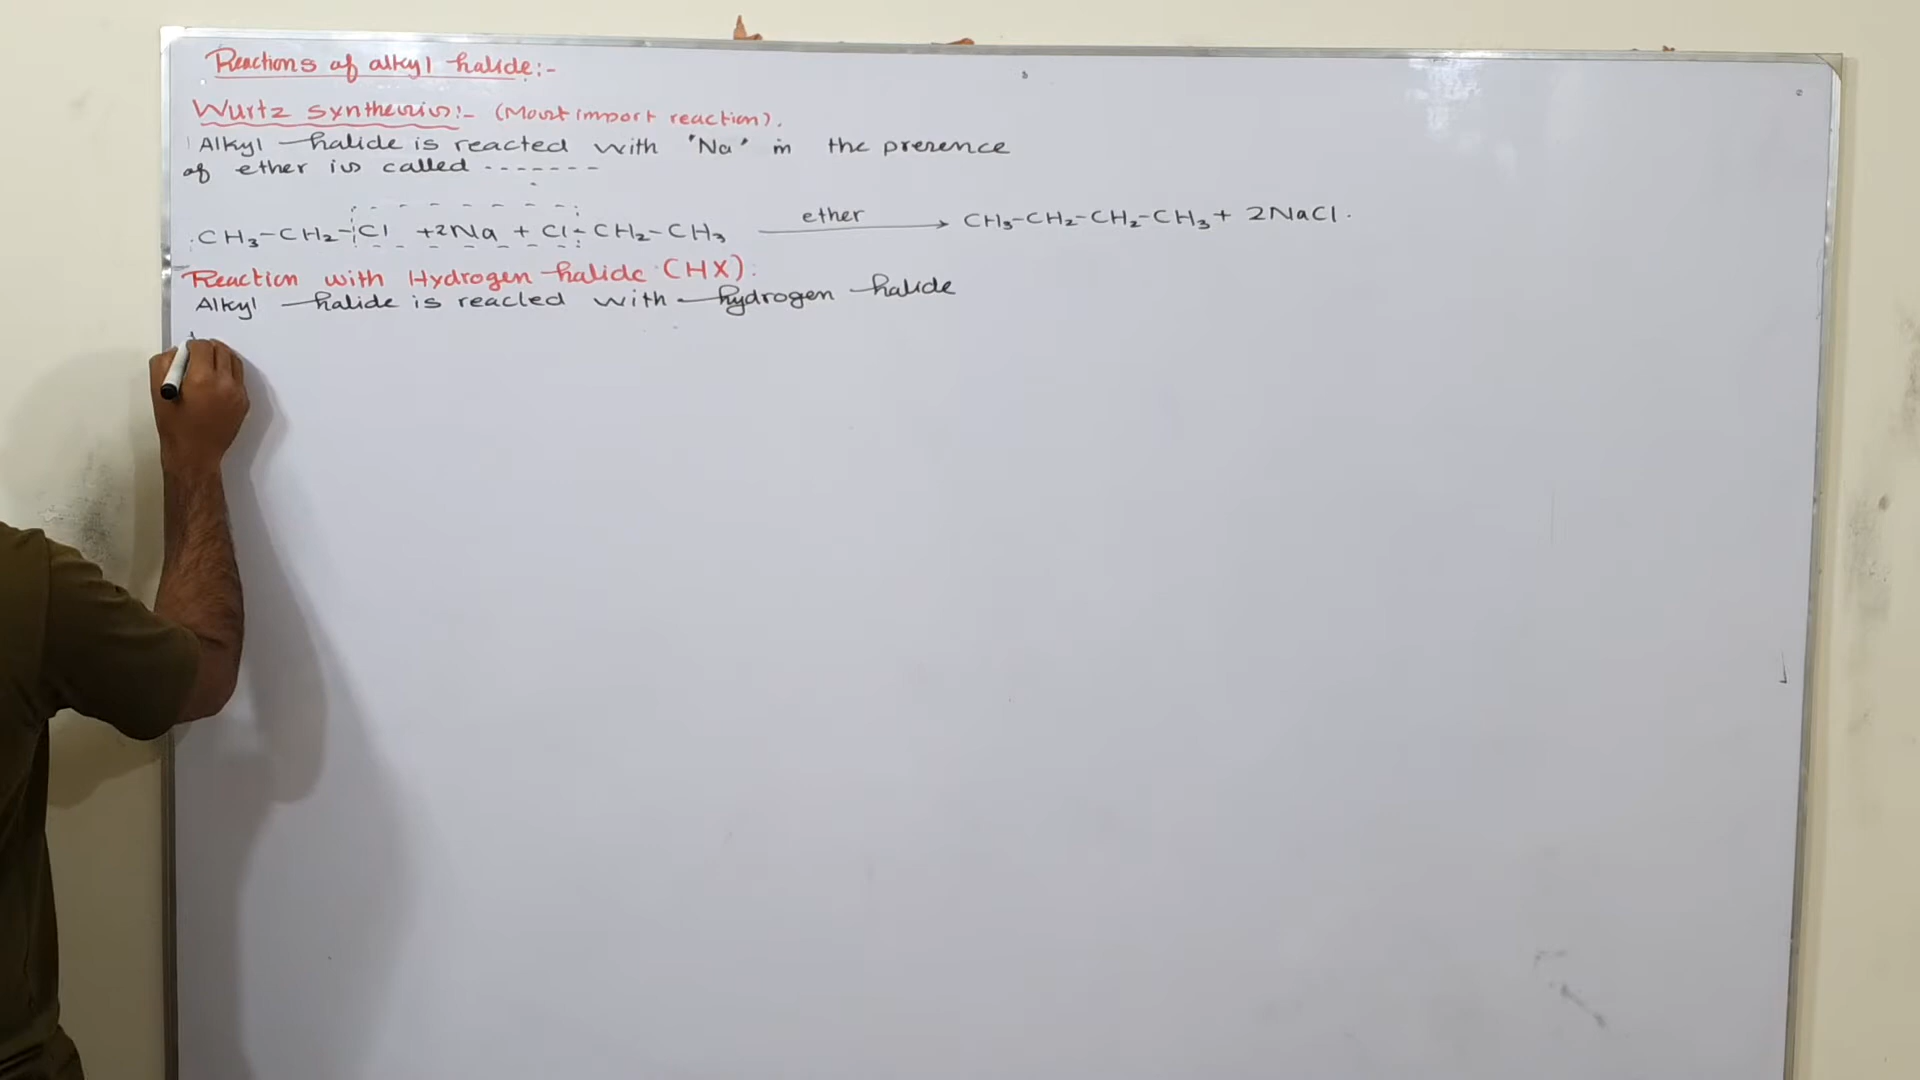 Reactions of alkyl halide:-
Wurtz synthesis:- (Most import reaction).
Alkyl halide is reacted with "Na" in the presence
of ether is called -------
CH₃-CH₂-Cl +2Na + Cl-CH₂-CH₃ ether → CH₃-CH₂-CH₂-CH₃ + 2NaCl.
Reaction with Hydrogen halide (HX):
Alkyl halide is reacted with hydrogen halide